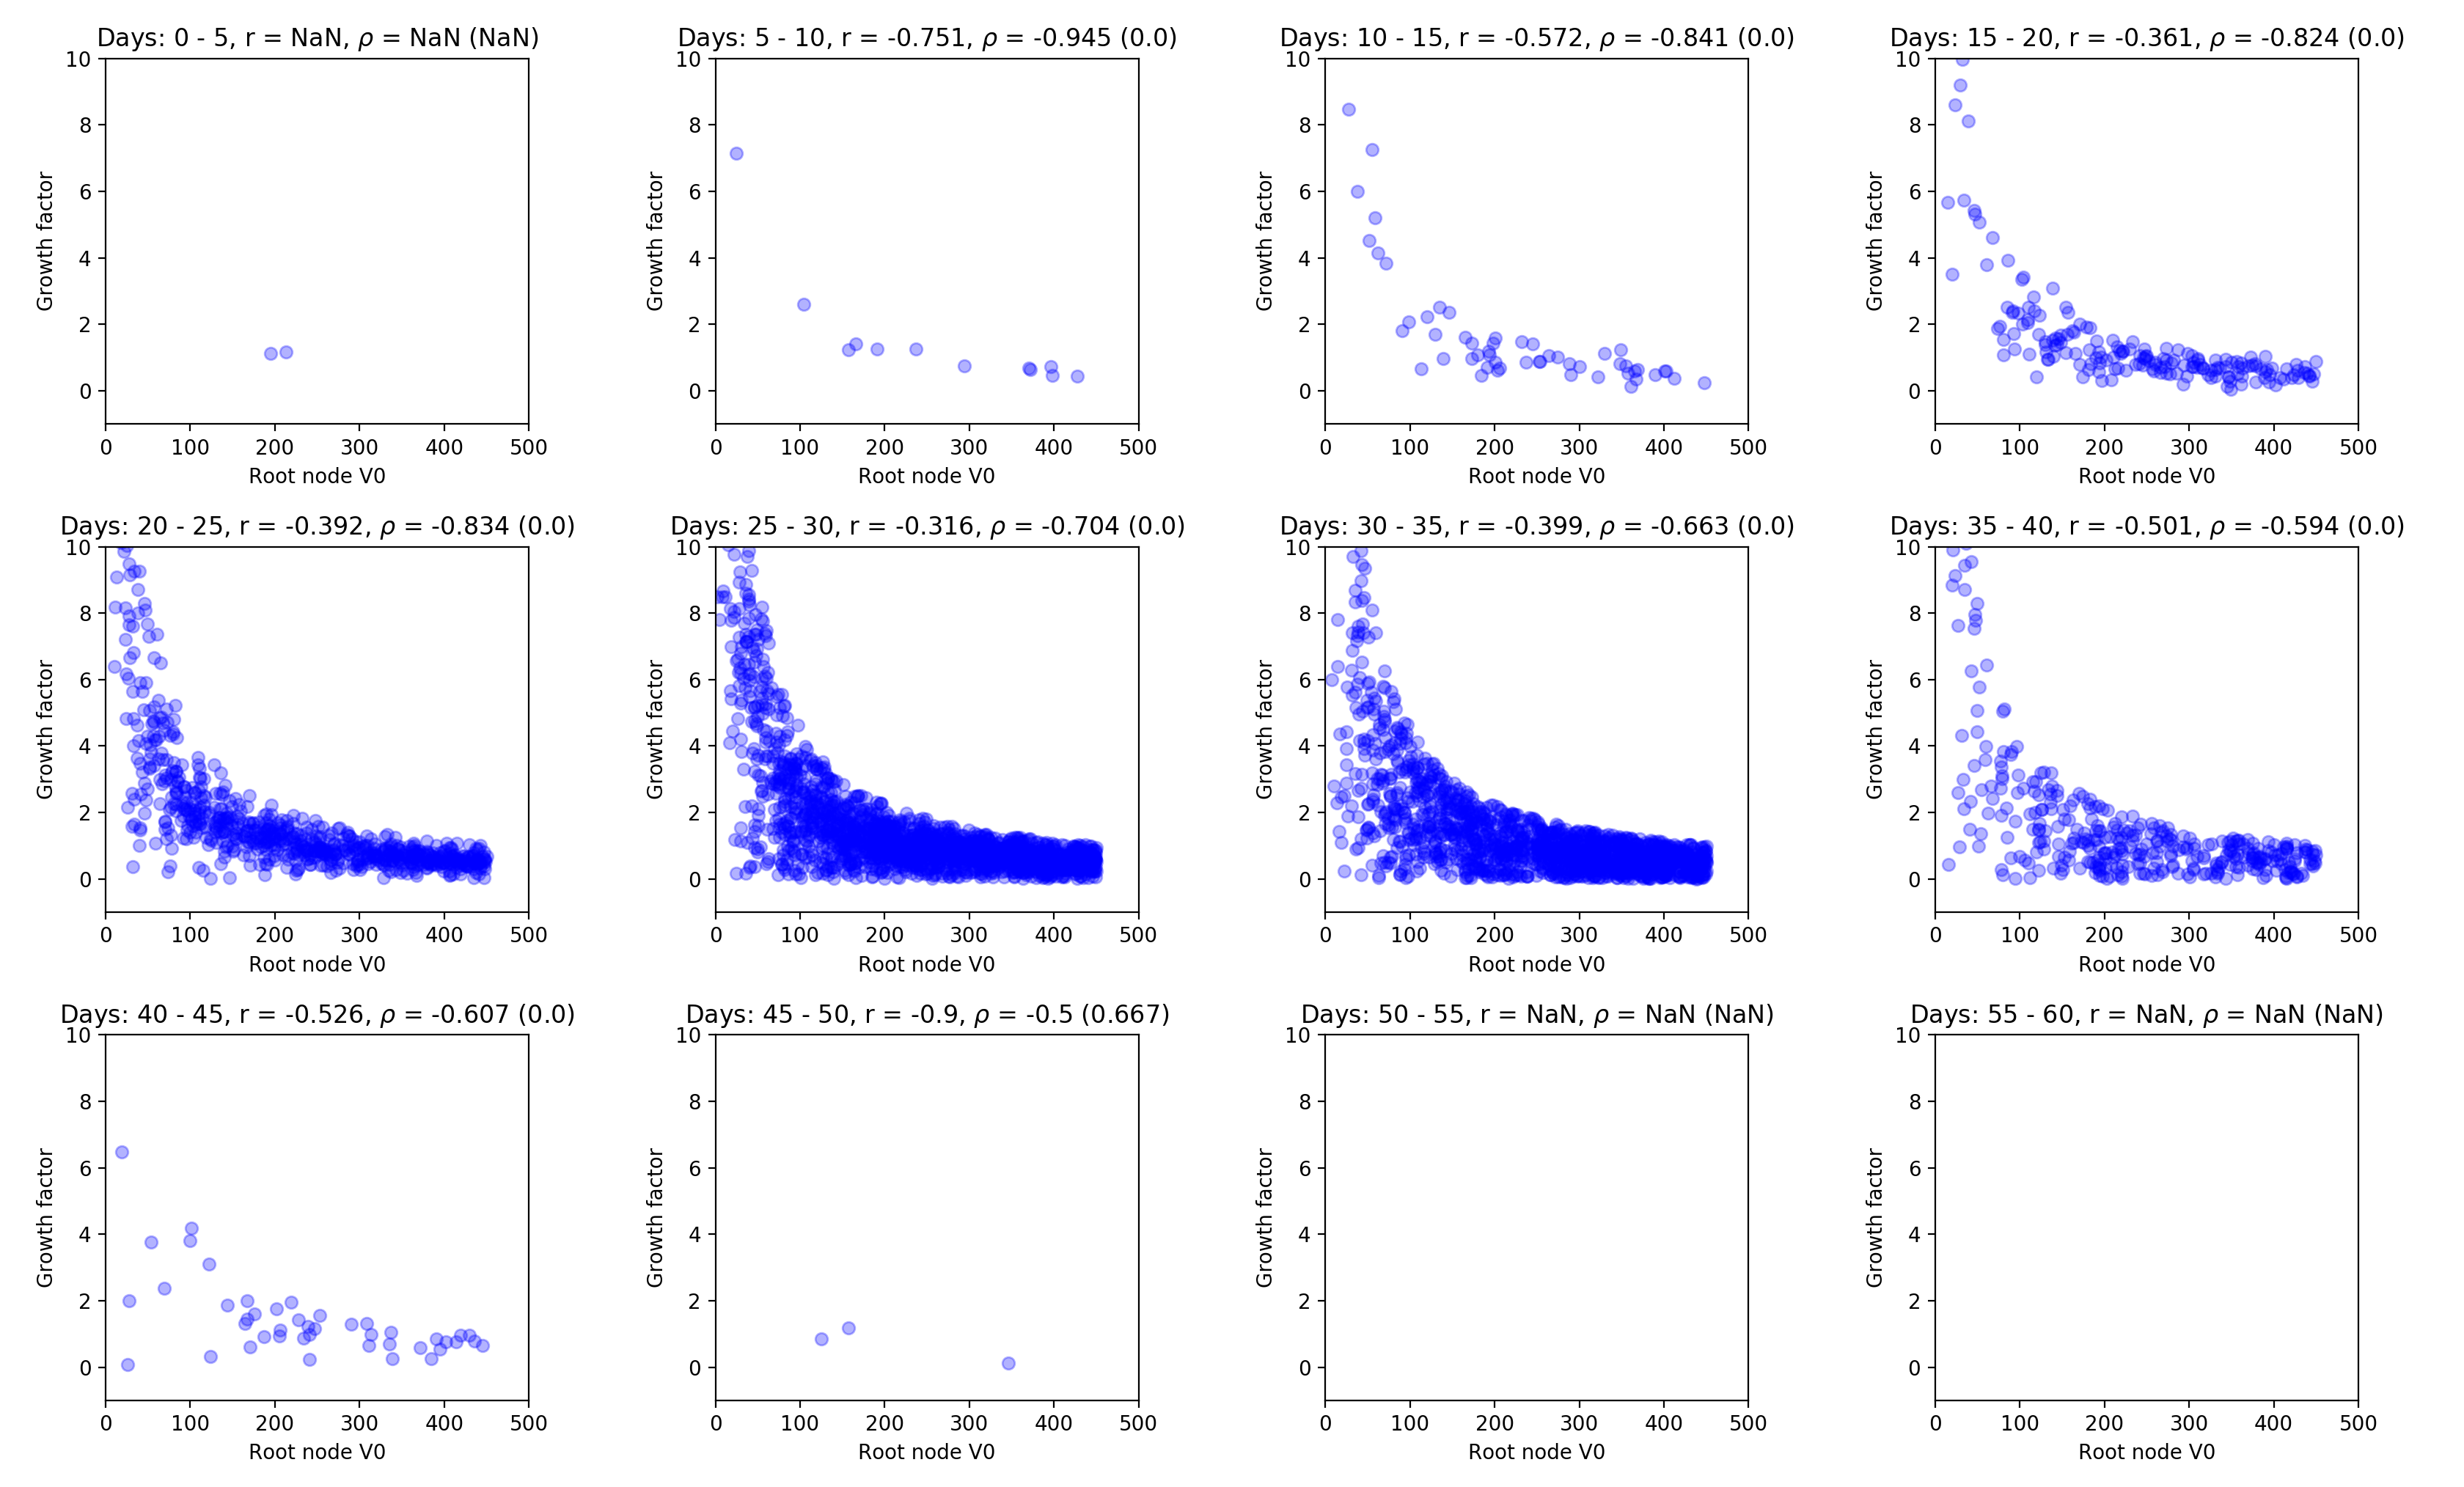 Days: 0 - 5, r = NaN, ρ = NaN (NaN)
10
8
6
4
2
0
Growth factor
0 100 200 300 400 500
Root node V0
Days: 5 - 10, r = -0.751, ρ = -0.945 (0.0)
10
8
6
4
2
0
Growth factor
0 100 200 300 400 500
Root node V0
Days: 10 - 15, r = -0.572, ρ = -0.841 (0.0)
10
8
6
4
2
0
Growth factor
0 100 200 300 400 500
Root node V0
Days: 15 - 20, r = -0.361, ρ = -0.824 (0.0)
10
8
6
4
2
0
Growth factor
0 100 200 300 400 500
Root node V0
Days: 20 - 25, r = -0.392, ρ = -0.834 (0.0)
10
8
6
4
2
0
Growth factor
0 100 200 300 400 500
Root node V0
Days: 25 - 30, r = -0.316, ρ = -0.704 (0.0)
10
8
6
4
2
0
Growth factor
0 100 200 300 400 500
Root node V0
Days: 30 - 35, r = -0.399, ρ = -0.663 (0.0)
10
8
6
4
2
0
Growth factor
0 100 200 300 400 500
Root node V0
Days: 35 - 40, r = -0.501, ρ = -0.594 (0.0)
10
8
6
4
2
0
Growth factor
0 100 200 300 400 500
Root node V0
Days: 40 - 45, r = -0.526, ρ = -0.607 (0.0)
10
8
6
4
2
0
Growth factor
0 100 200 300 400 500
Root node V0
Days: 45 - 50, r = -0.9, ρ = -0.5 (0.667)
10
8
6
4
2
0
Growth factor
0 100 200 300 400 500
Root node V0
Days: 50 - 55, r = NaN, ρ = NaN (NaN)
10
8
6
4
2
0
Growth factor
0 100 200 300 400 500
Root node V0
Days: 55 - 60, r = NaN, ρ = NaN (NaN)
10
8
6
4
2
0
Growth factor
0 100 200 300 400 500
Root node V0